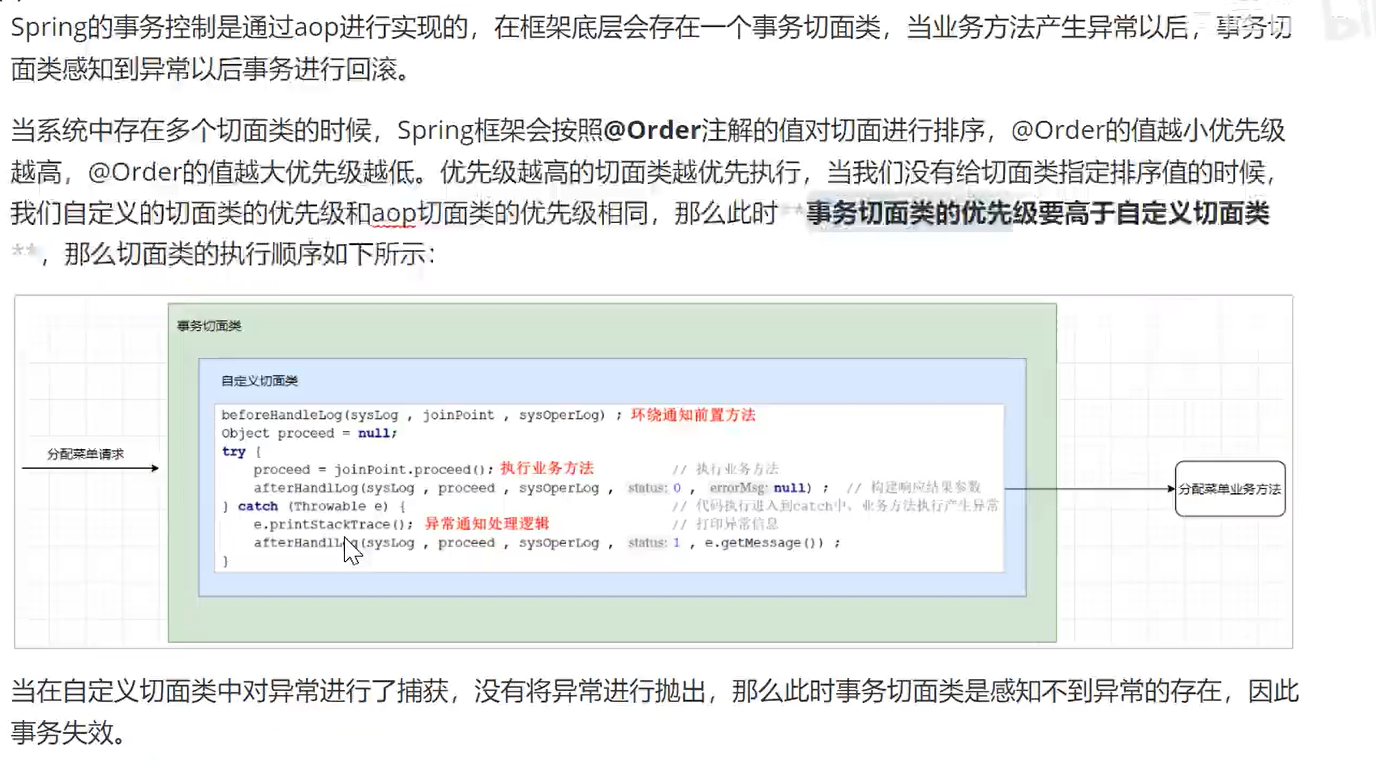 Spring的事务控制是通过aop进行实现的，在框架底层会存在一个事务切面类，当业务方法产生异常以后，事务切
面类感知到异常以后事务进行回滚。
当系统中存在多个切面类的时候，Spring框架会按照@Order注解的值对切面进行排序，@Order的值越小优先级
越高，@Order的值越大优先级越低。优先级越高的切面类越优先执行，当我们没有给切面类指定排序值的时候，
我们自定义的切面类的优先级和aop切面类的优先级相同，那么此时**事务切面类的优先级要高于自定义切面类
**，那么切面类的执行顺序如下所示：
事务切面类
自定义切面类
分配菜单请求
beforeHandleLog(sysLog , joinPoint , sysOperLog) ; 环绕通知前置方法
Object proceed = null;
try {
proceed = joinPoint.proceed(); 执行业务方法 // 执行业务方法
afterHandlLog(sysLog , proceed , sysOperLog , status: 0 , errorMsg: null) ; // 构建响应结果参数
} catch (Throwable e) { // 代码执行进入到catch中，业务方法执行产生异常
e.printStackTrace(); 异常通知处理逻辑 // 打印异常信息
afterHandlLog(sysLog , proceed , sysOperLog , status: 1 , e.getMessage()) ;
}
分配菜单业务方法
当在自定义切面类中对异常进行了捕获，没有将异常进行抛出，那么此时事务切面类是感知不到异常的存在，因此
事务失效。